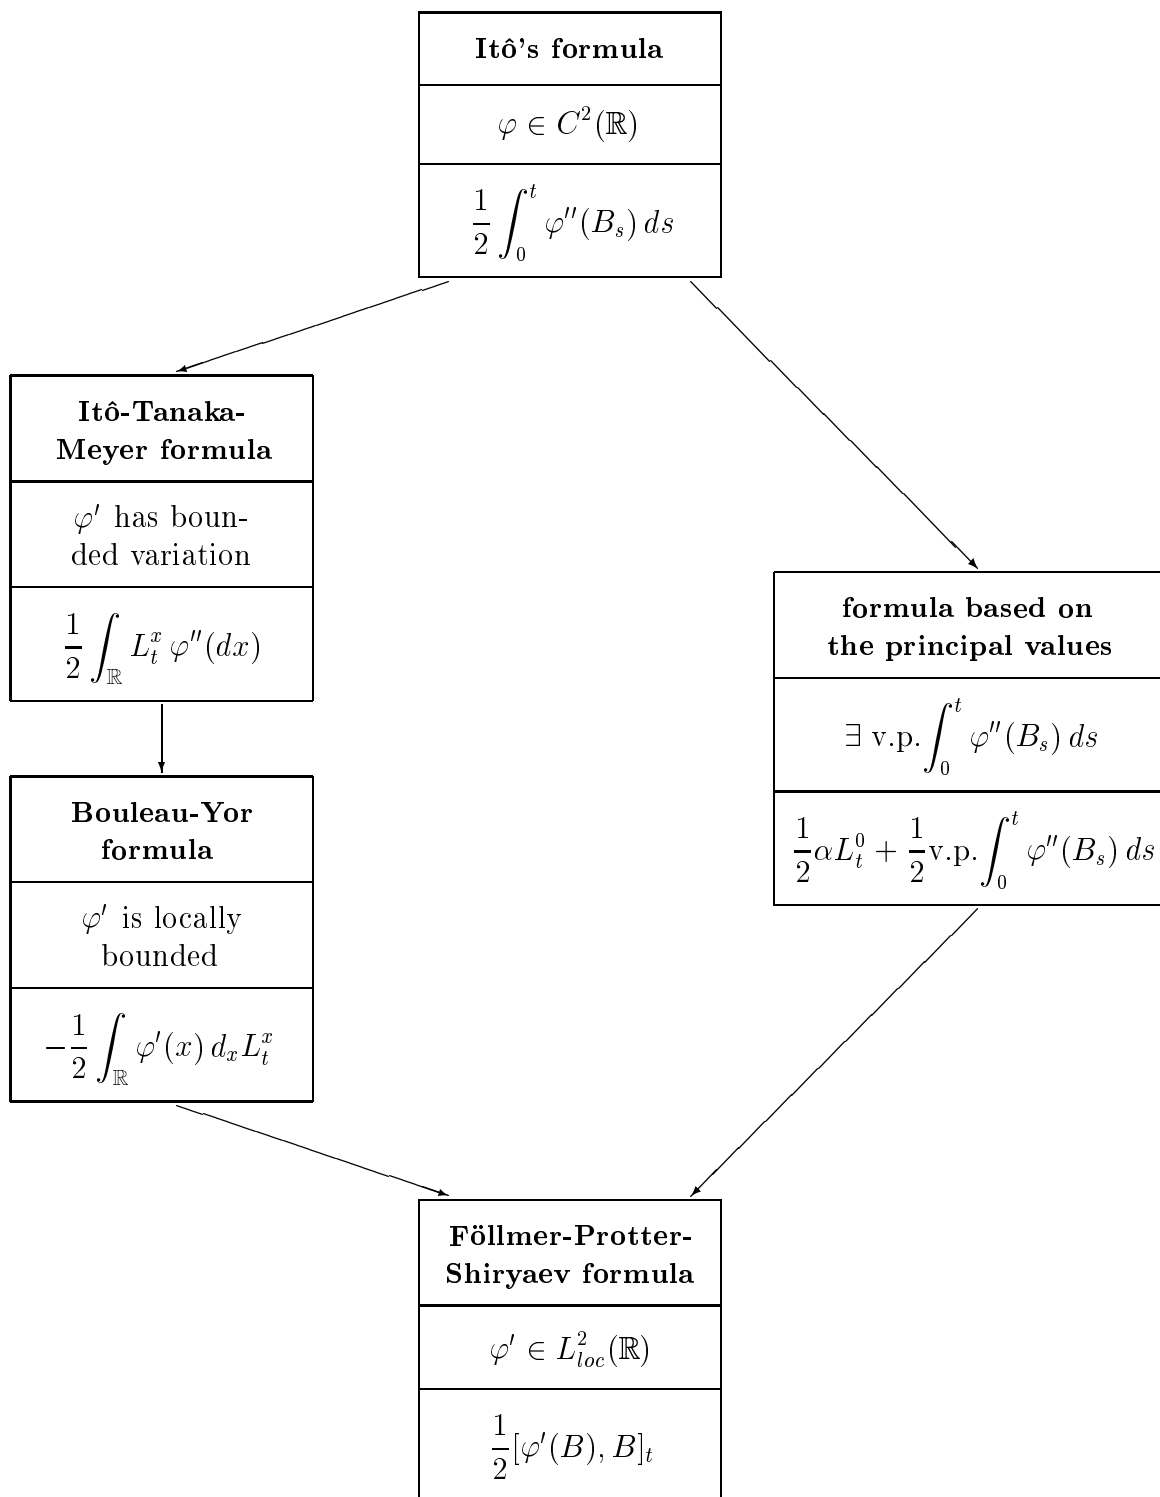 Itô's formula
φ ∈ C²(ℝ)
1/2 ∫₀ᵗ φ''(B_s) ds
Itô-Tanaka-
Meyer formula
φ' has boun-
ded variation
1/2 ∫_ℝ L_t^x φ''(dx)
formula based on
the principal values
∃ v.p. ∫₀ᵗ φ''(B_s) ds
1/2 αL_t^0 + 1/2 v.p. ∫₀ᵗ φ''(B_s) ds
Bouleau-Yor
formula
φ' is locally
bounded
−1/2 ∫_ℝ φ'(x) d_x L_t^x
Föllmer-Protter-
Shiryaev formula
φ' ∈ L²_loc(ℝ)
1/2 [φ'(B), B]_t